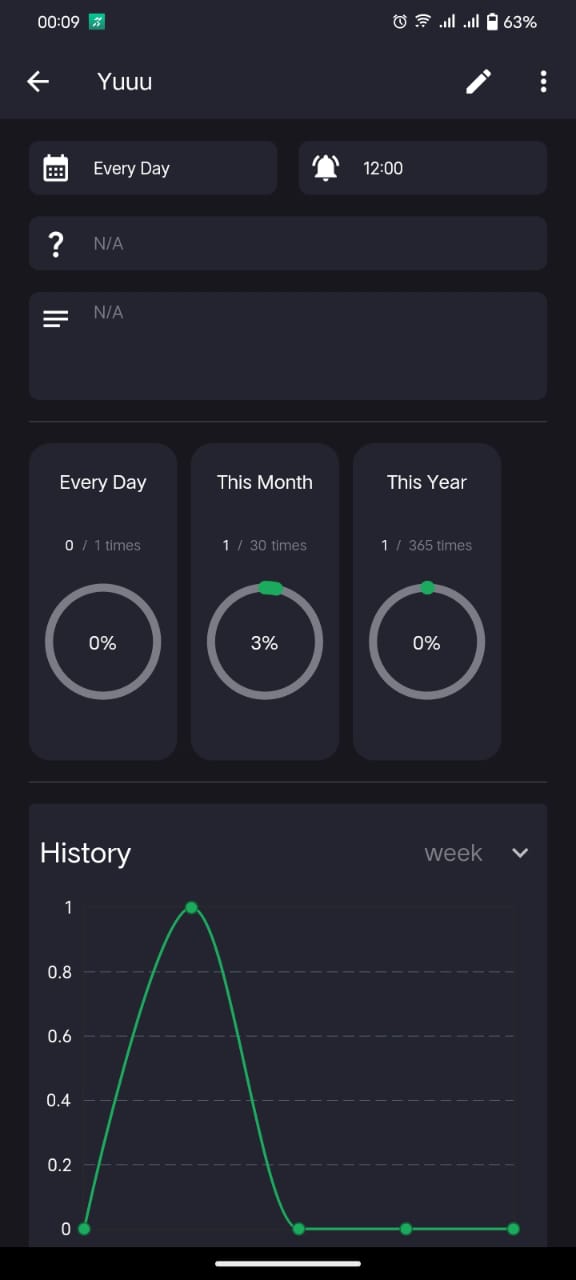 00:09 63%
Yuuu
Every Day 12:00
N/A
N/A
Every Day This Month This Year
0 / 1 times 1 / 30 times 1 / 365 times
0% 3% 0%
History week
1
0.8
0.6
0.4
0.2
0